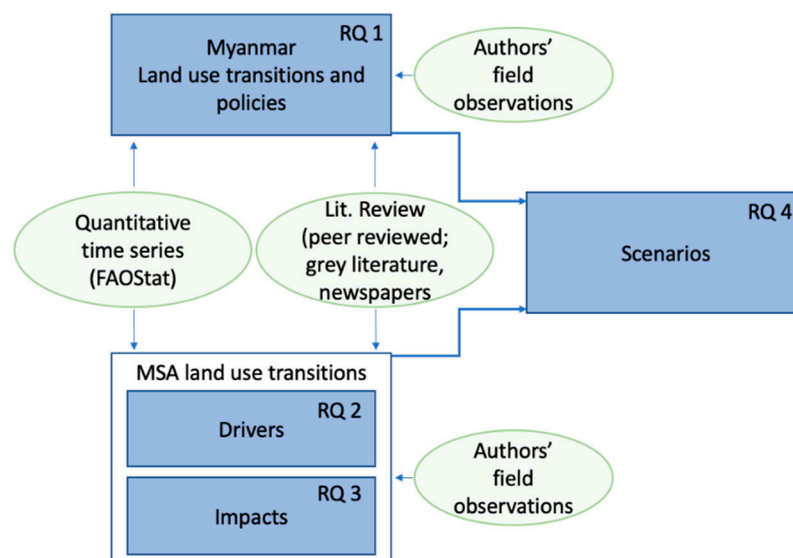 RQ 1
Myanmar
Land use transitions and
policies
Authors’
field
observations
Quantitative
time series
(FAOStat)
Lit. Review
(peer reviewed;
grey literature,
newspapers
RQ 4
Scenarios
MSA land use transitions
RQ 2
Drivers
RQ 3
Impacts
Authors’
field
observations